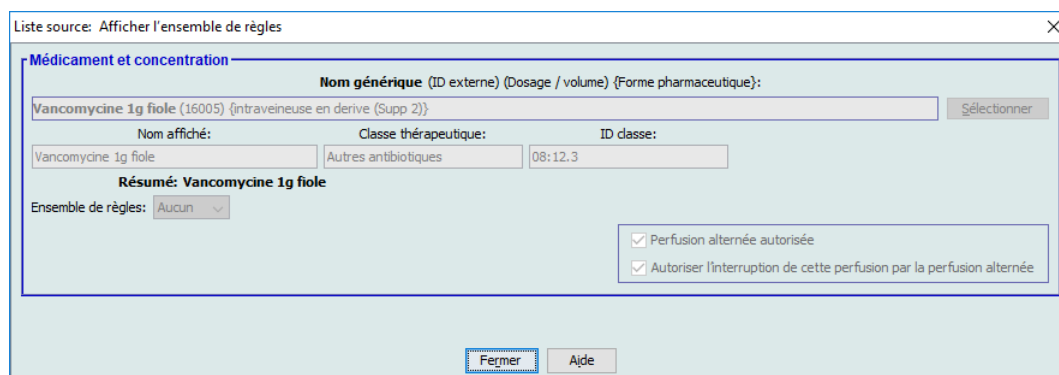 Liste source: Afficher l'ensemble de règles
Médicament et concentration
Nom générique (ID externe) (Dosage / volume) {Forme pharmaceutique}:
Vancomycine 1g fiole (16005) {intraveineuse en derive (Supp 2)} Sélectionner
Nom affiché: Classe thérapeutique: ID classe:
Vancomycine 1g fiole Autres antibiotiques 08:12.3
Résumé: Vancomycine 1g fiole
Ensemble de règles: Aucun
Perfusion alternée autorisée
Autoriser l'interruption de cette perfusion par la perfusion alternée
Fermer Aide